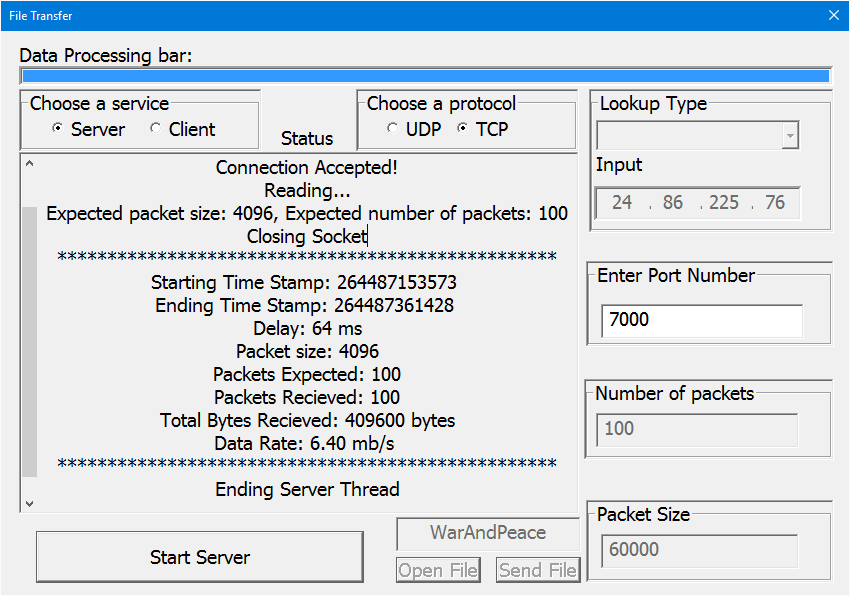 File Transfer
Data Processing bar:
Choose a service
Server Client
Status
Choose a protocol
UDP TCP
Connection Accepted!
Reading...
Expected packet size: 4096, Expected number of packets: 100
Closing Socket
**************************************************
Starting Time Stamp: 264487153573
Ending Time Stamp: 264487361428
Delay: 64 ms
Packet size: 4096
Packets Expected: 100
Packets Recieved: 100
Total Bytes Recieved: 409600 bytes
Data Rate: 6.40 mb/s
**************************************************
Ending Server Thread
Start Server
WarAndPeace
Open File Send File
Lookup Type
Input
24 . 86 . 225 . 76
Enter Port Number
7000
Number of packets
100
Packet Size
60000